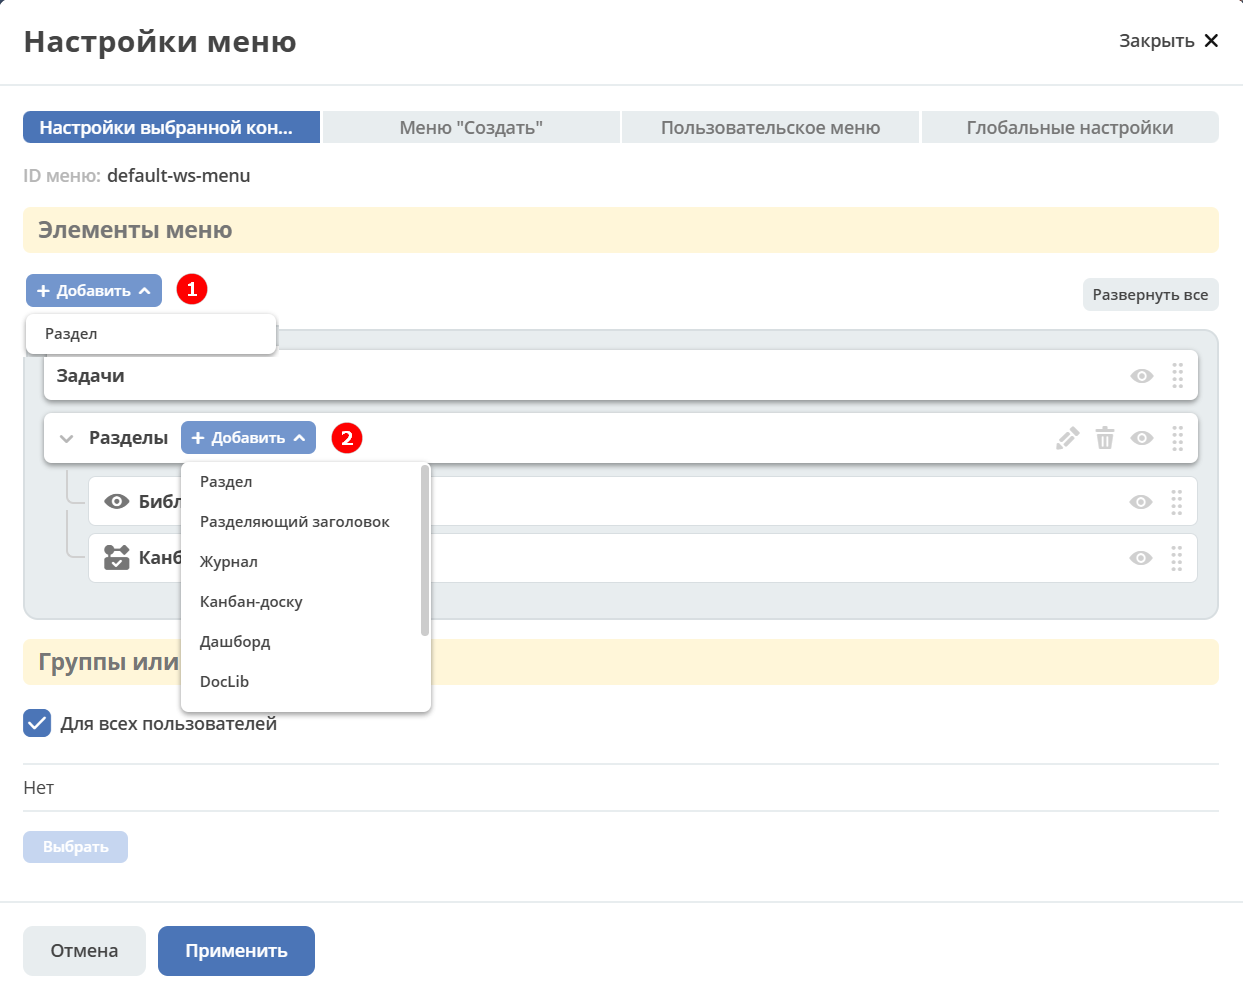 Настройки меню
Закрыть
Настройки выбранной кон...
Меню "Создать"
Пользовательское меню
Глобальные настройки
ID меню: default-ws-menu
Элементы меню
+ Добавить
1
Развернуть все
Раздел
Задачи
Разделы
+ Добавить
2
Раздел
Библ
Разделяющий заголовок
Журнал
Канб
Канбан-доску
Дашборд
Группы или
DocLib
Для всех пользователей
Нет
Выбрать
Отмена
Применить